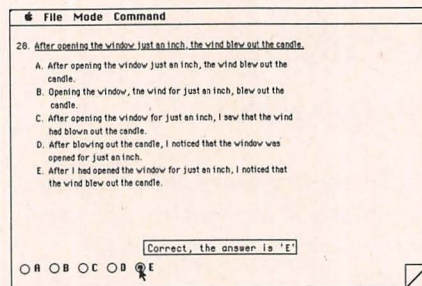 File Mode Command
28. After opening the window just an inch, the wind blew out the candle.
A. After opening the window just an inch, the wind blew out the
candle.
B. Opening the window, the wind for just an inch, blew out the
candle.
C. After opening the window for just an inch, I saw that the wind
had blown out the candle.
D. After blowing out the candle, I noticed that the window was
opened for just an inch.
E. After I had opened the window for just an inch, I noticed that
the wind blew out the candle.
Correct, the answer is 'E'
A B C D E